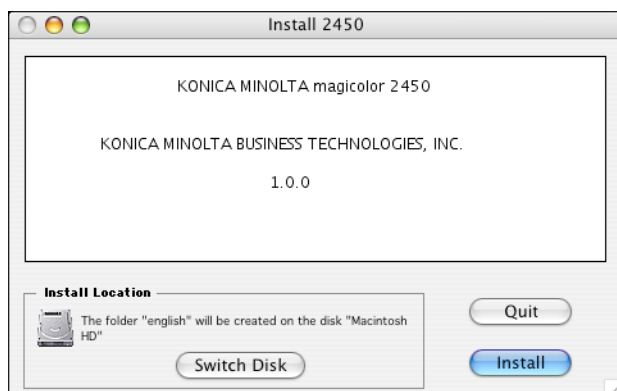 Install 2450
KONICA MINOLTA magicolor 2450
KONICA MINOLTA BUSINESS TECHNOLOGIES, INC.
1.0.0
Install Location
The folder "english" will be created on the disk "Macintosh
HD"
Switch Disk
Quit
Install